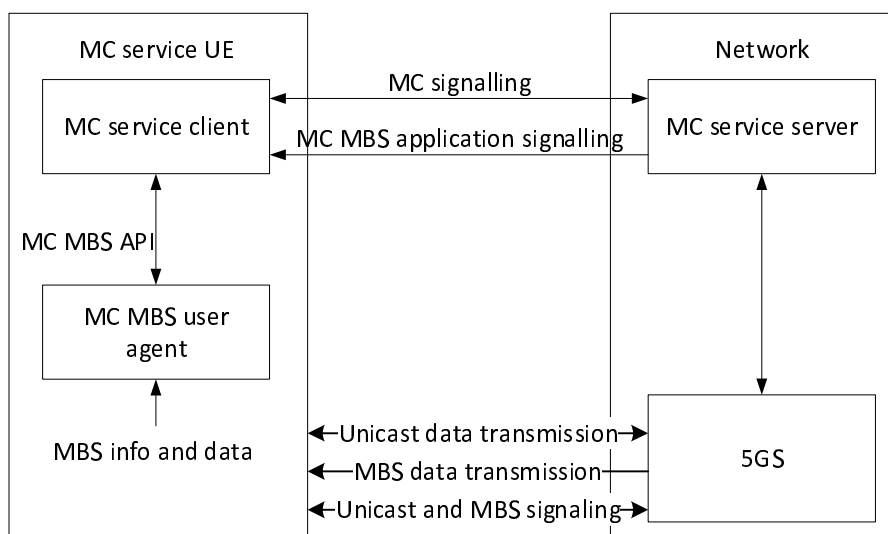 MC service UE
Network
MC service client
MC signalling
MC service server
MC MBS application signalling
MC MBS API
MC MBS user
agent
MBS info and data
Unicast data transmission
MBS data transmission
Unicast and MBS signaling
5GS